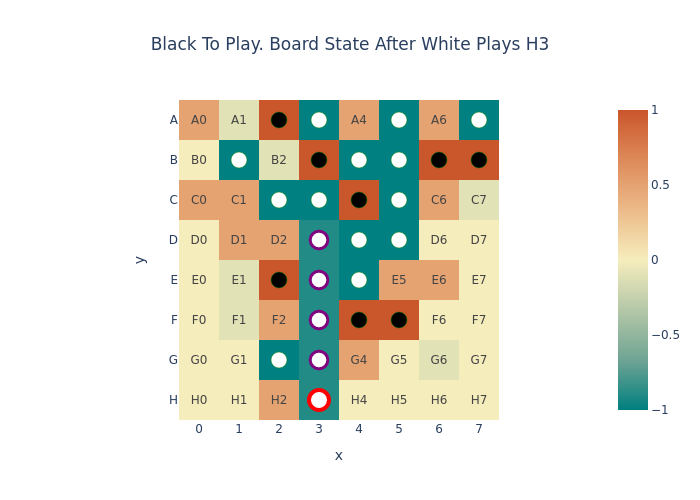 Black To Play. Board State After White Plays H3
A A0 A1 A4 A6 1
B B0 B2
C C0 C1 C6 C7 0.5
D D0 D1 D2 D6 D7
y 0
E E0 E1 E5 E6 E7
F F0 F1 F2 F6 F7 −0.5
G G0 G1 G4 G5 G6 G7
H H0 H1 H2 H4 H5 H6 H7 −1
0 1 2 3 4 5 6 7
x